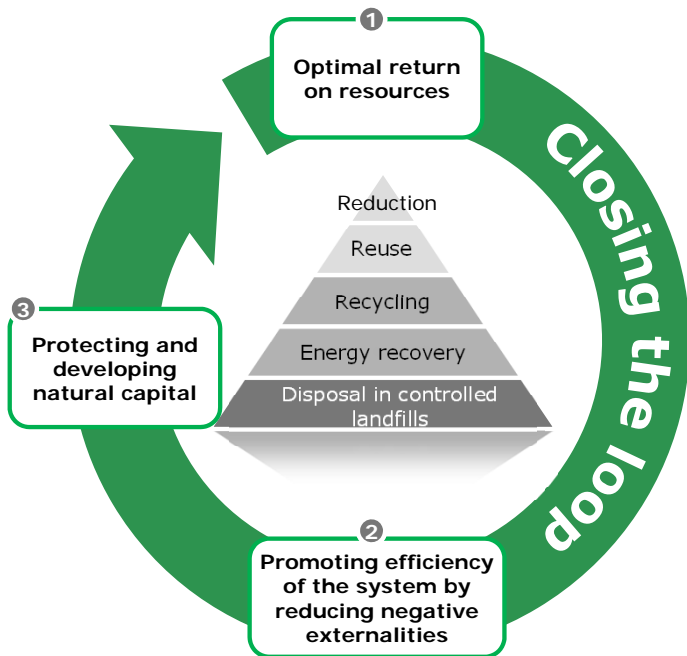 1
Optimal return
on resources
Closing the loop
Reduction
Reuse
Recycling
Energy recovery
Disposal in controlled
landfills
3
Protecting and
developing
natural capital
2
Promoting efficiency
of the system by
reducing negative
externalities